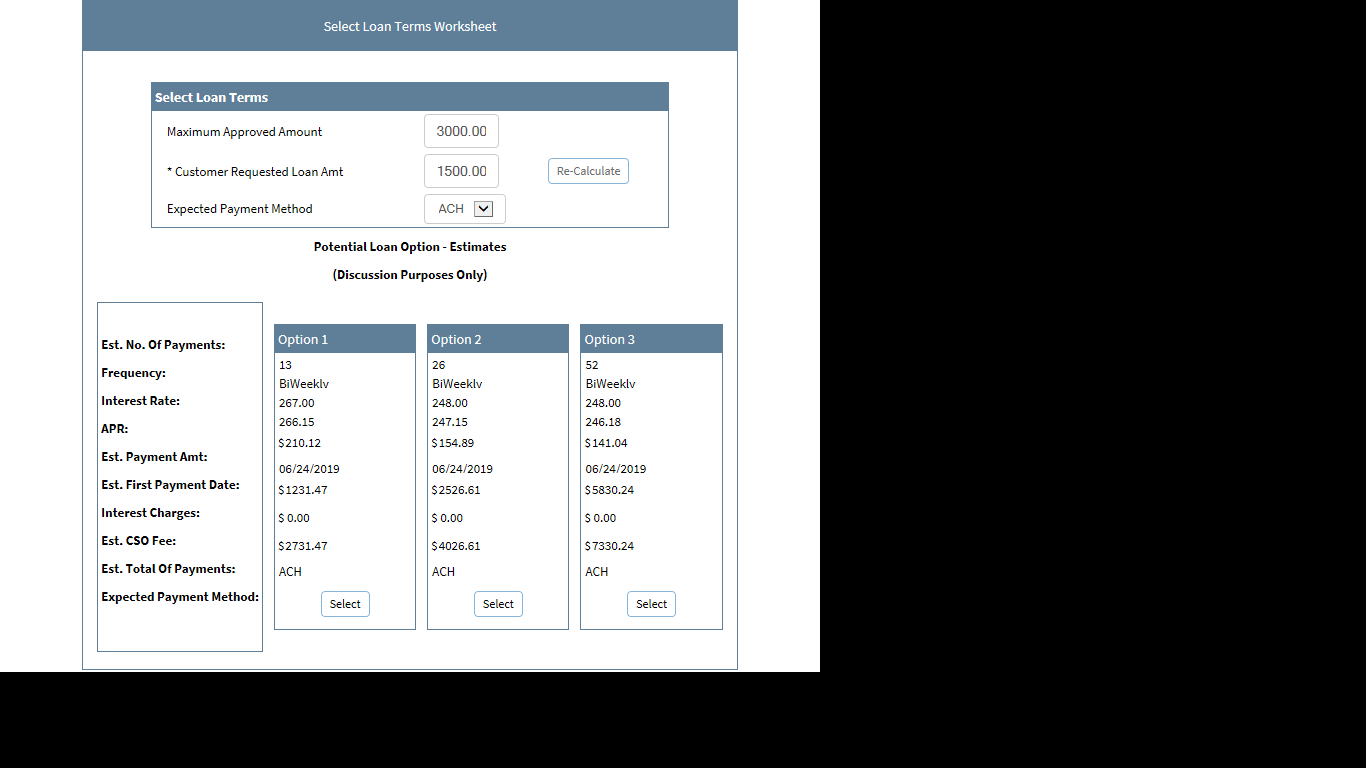 Select Loan Terms Worksheet
Select Loan Terms
Maximum Approved Amount 3000.00
* Customer Requested Loan Amt 1500.00 Re-Calculate
Expected Payment Method ACH
Potential Loan Option - Estimates
(Discussion Purposes Only)
Est. No. Of Payments:
Frequency:
Interest Rate:
APR:
Est. Payment Amt:
Est. First Payment Date:
Interest Charges:
Est. CSO Fee:
Est. Total Of Payments:
Expected Payment Method:
Option 1
13
BiWeekly
267.00
266.15
$210.12
06/24/2019
$1231.47
$ 0.00
$2731.47
ACH
Select
Option 2
26
BiWeekly
248.00
247.15
$154.89
06/24/2019
$2526.61
$ 0.00
$4026.61
ACH
Select
Option 3
52
BiWeekly
248.00
246.18
$141.04
06/24/2019
$5830.24
$ 0.00
$7330.24
ACH
Select